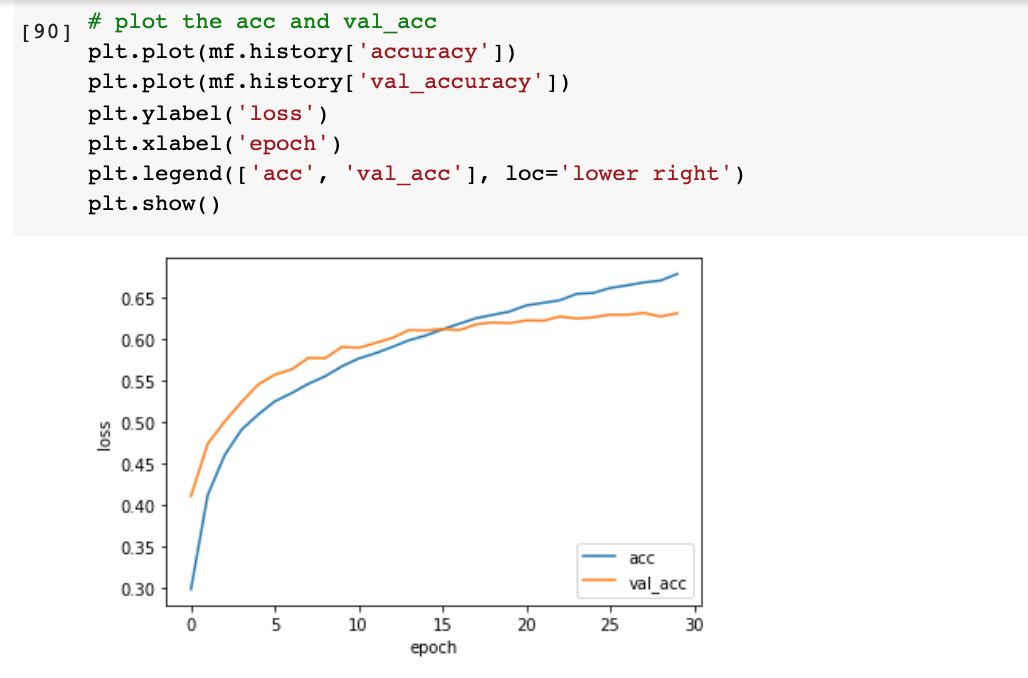 [90] # plot the acc and val_acc
plt.plot(mf.history['accuracy'])
plt.plot(mf.history['val_accuracy'])
plt.ylabel('loss')
plt.xlabel('epoch')
plt.legend(['acc', 'val_acc'], loc='lower right')
plt.show()
0.65
0.60
0.55
0.50
loss
0.45
0.40
0.35
0.30
acc
val_acc
0 5 10 15 20 25 30
epoch